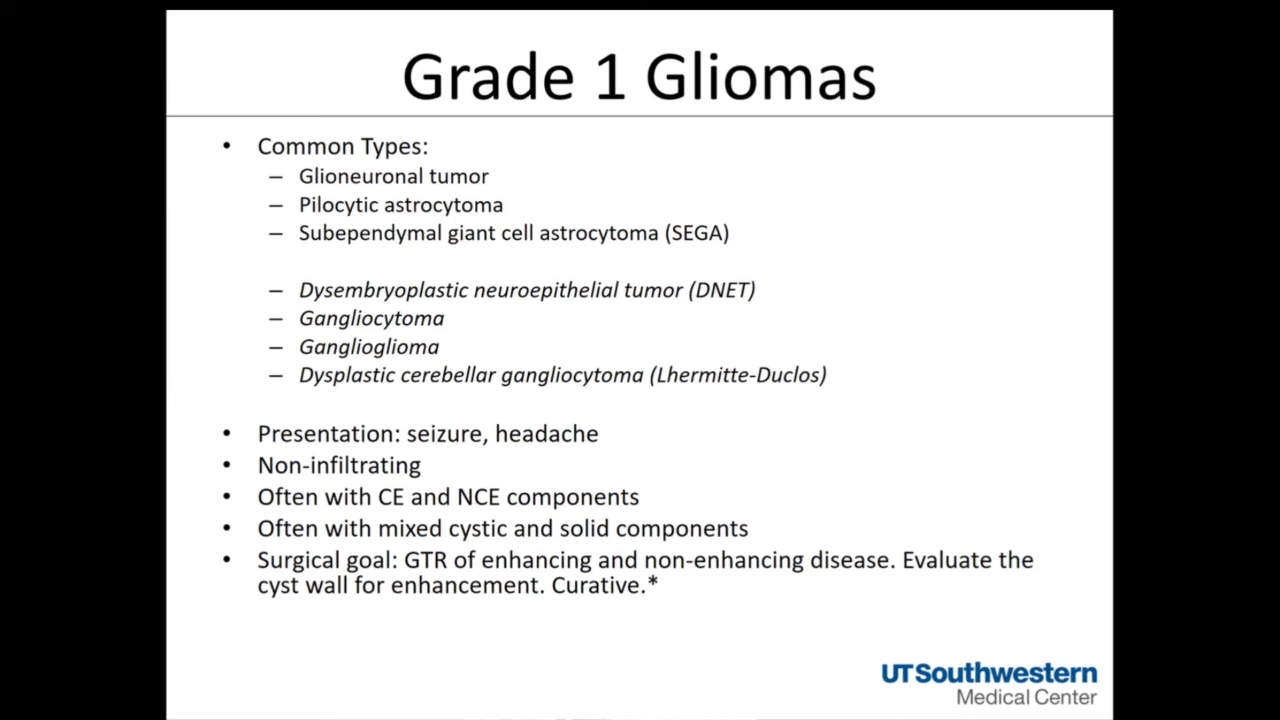 Grade 1 Gliomas
• Common Types:
– Glioneuronal tumor
– Pilocytic astrocytoma
– Subependymal giant cell astrocytoma (SEGA)
– Dysembryoplastic neuroepithelial tumor (DNET)
– Gangliocytoma
– Ganglioglioma
– Dysplastic cerebellar gangliocytoma (Lhermitte-Duclos)
• Presentation: seizure, headache
• Non-infiltrating
• Often with CE and NCE components
• Often with mixed cystic and solid components
• Surgical goal: GTR of enhancing and non-enhancing disease. Evaluate the
cyst wall for enhancement. Curative.*
UTSouthwestern
Medical Center